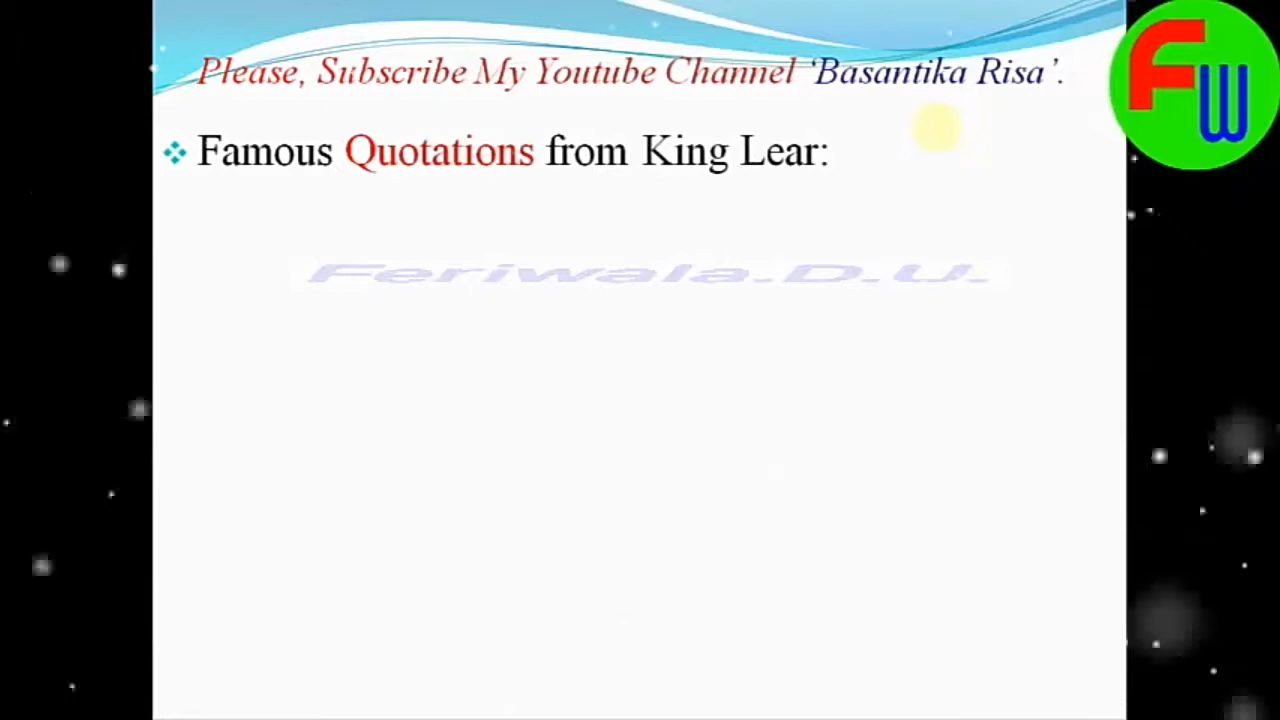 Please, Subscribe My Youtube Channel ‘Basantika Risa’.
FW
Famous Quotations from King Lear:
Feriwala.D.U.